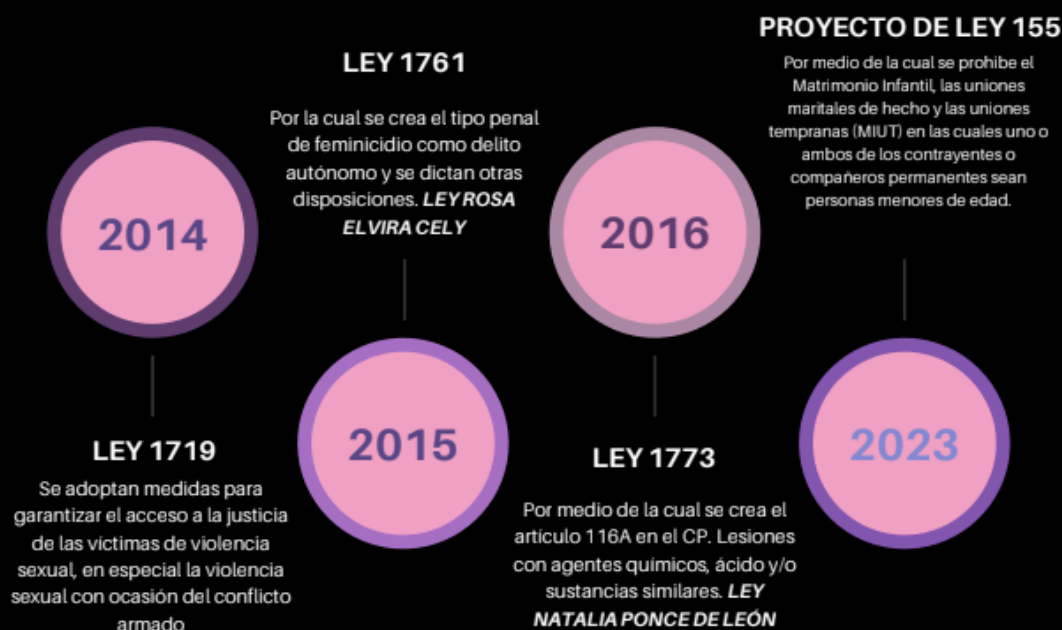 2014
LEY 1719
Se adoptan medidas para
garantizar el acceso a la justicia
de las víctimas de violencia
sexual, en especial la violencia
sexual con ocasión del conflicto
armado
LEY 1761
Por la cual se crea el tipo penal
de feminicidio como delito
autónomo y se dictan otras
disposiciones. LEY ROSA
ELVIRA CELY
2015
2016
LEY 1773
Por medio de la cual se crea el
artículo 116A en el CP. Lesiones
con agentes químicos, ácido y/o
sustancias similares. LEY
NATALIA PONCE DE LEÓN
PROYECTO DE LEY 155
Por medio de la cual se prohibe el
Matrimonio Infantil, las uniones
maritales de hecho y las uniones
tempranas (MIUT) en las cuales uno o
ambos de los contrayentes o
compañeros permanentes sean
personas menores de edad.
2023